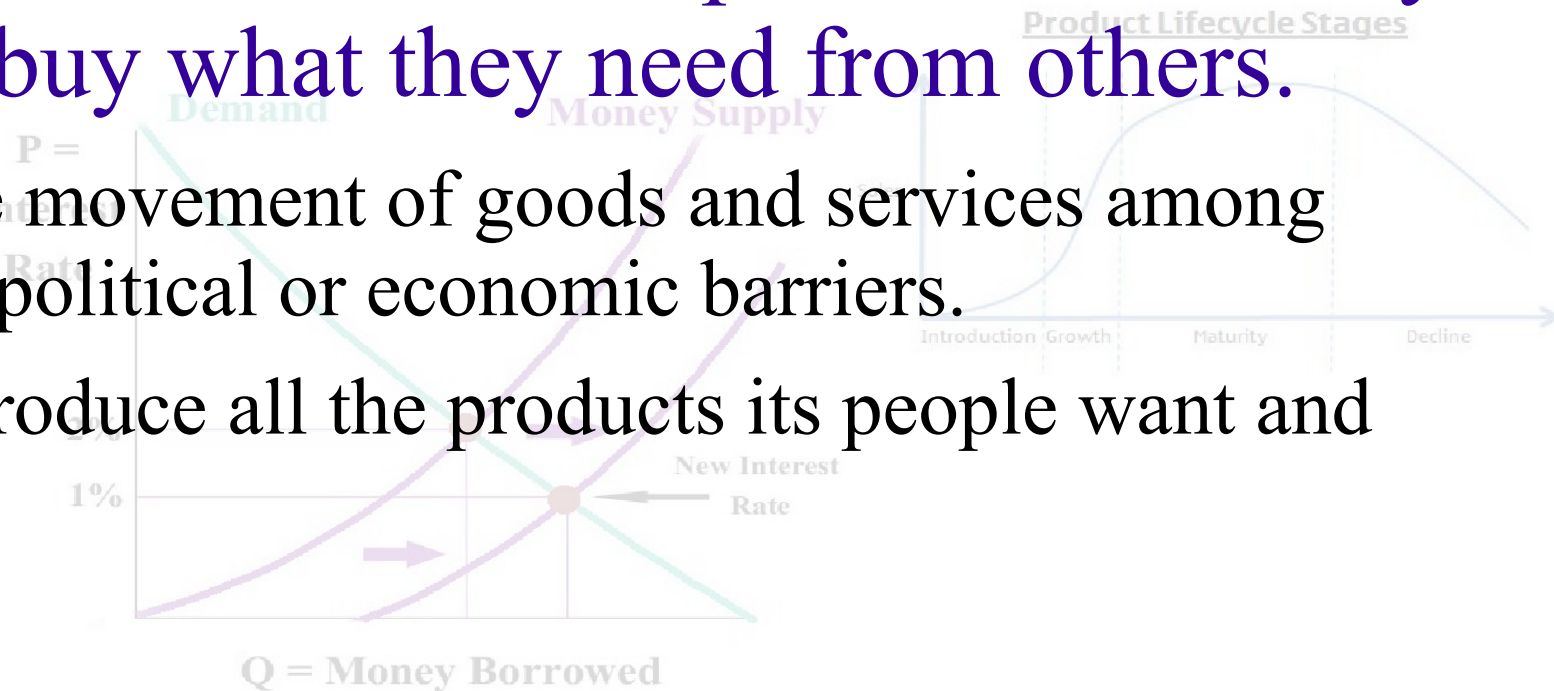 Product Lifecycle Stages
buy what they need from others.
Demand
Money Supply
P =
movement of goods and services among
Rate
political or economic barriers.
Introduction Growth Maturity Decline
all the products its people want and
2%
New Interest
1%
Rate
Q = Money Borrowed